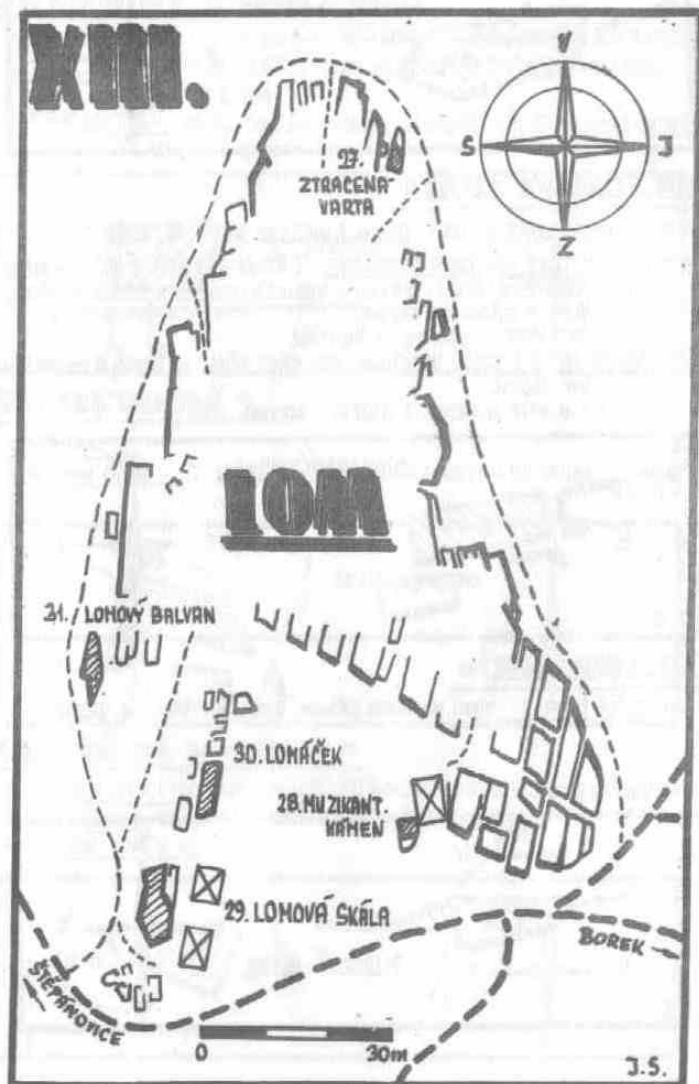 XIII.
V
S
J
Z
27.
ZTRACENÁ
VARTA
LOM
31. LOMOVÝ BALVAN
30. LOMÁČEK
28. MUZIKANT.
KÁMEN
29. LOMOVÁ SKÁLA
BOREK
ŠTĚPÁNOVICE
0
30m
J.S.